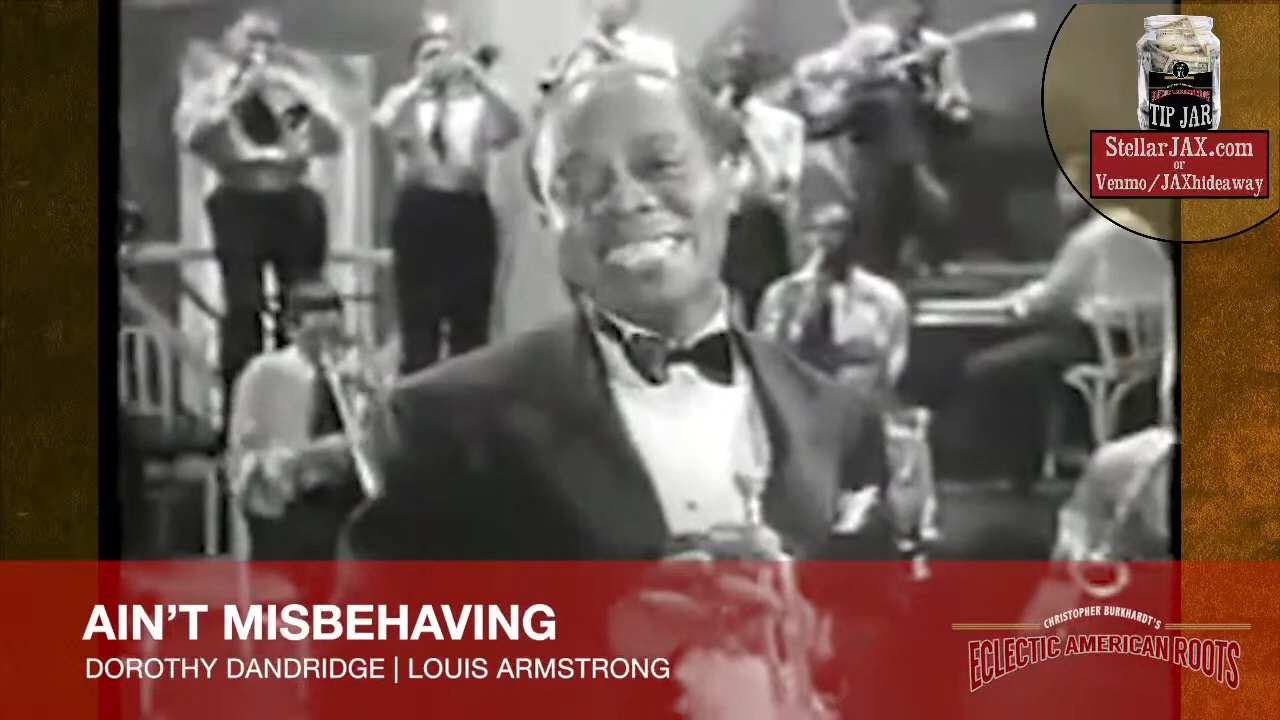 TIP JAR
StellarJAX.com
or
Venmo/JAXhideaway
AIN'T MISBEHAVING
DOROTHY DANDRIDGE | LOUIS ARMSTRONG
CHRISTOPHER BURKHARDT'S
ECLECTIC AMERICAN ROOTS